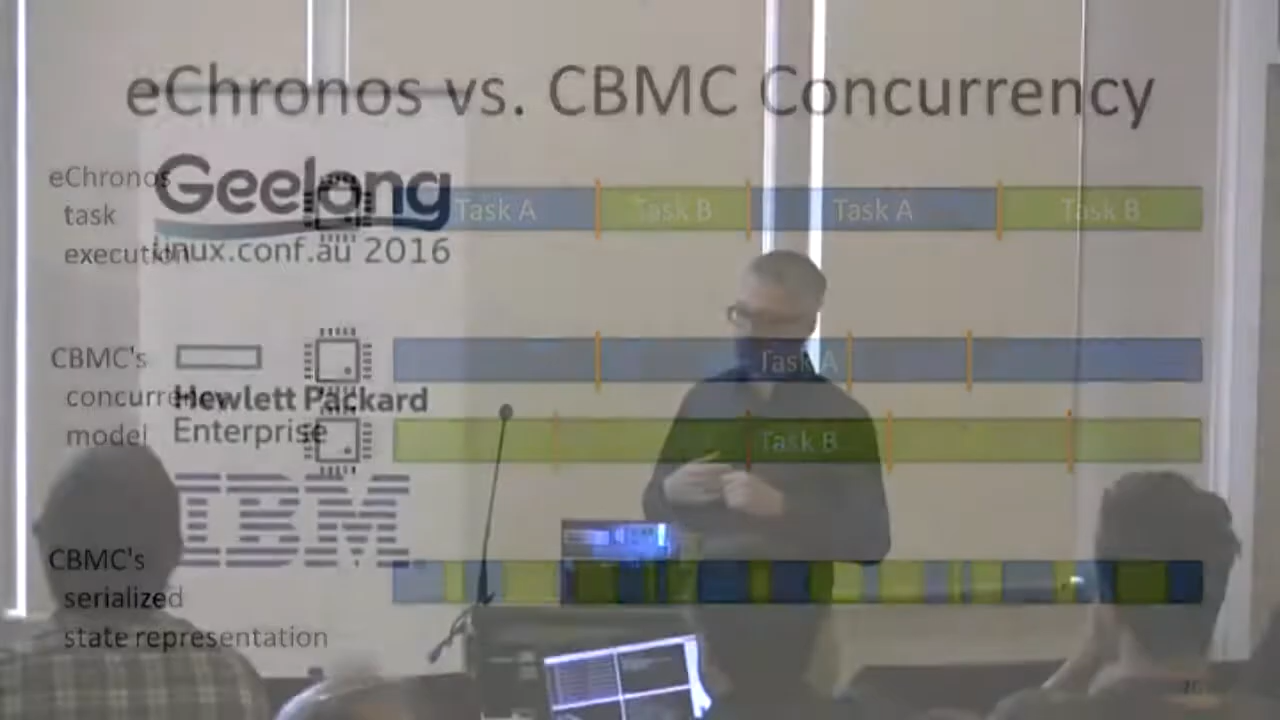 eChronos vs. CBMC Concurrency
eChronos
task
execution
Task A
Task B
Task A
Task B
Geelong
linux.conf.au 2016
CBMC's
concurrency
model
Task A
Task B
Hewlett Packard
Enterprise
IBM
CBMC's
serialized
state representation